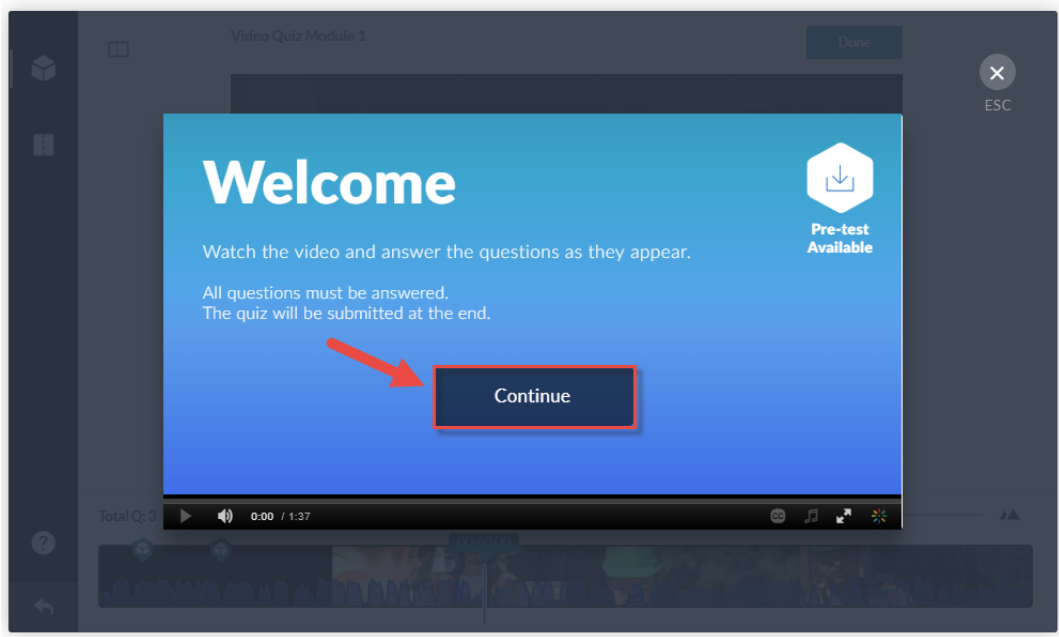 Video Quiz Module 1
Done
ESC
Welcome
Pre-test
Available
Watch the video and answer the questions as they appear.
All questions must be answered.
The quiz will be submitted at the end.
Continue
Total Q: 3
0:00 / 1:37
CC
?